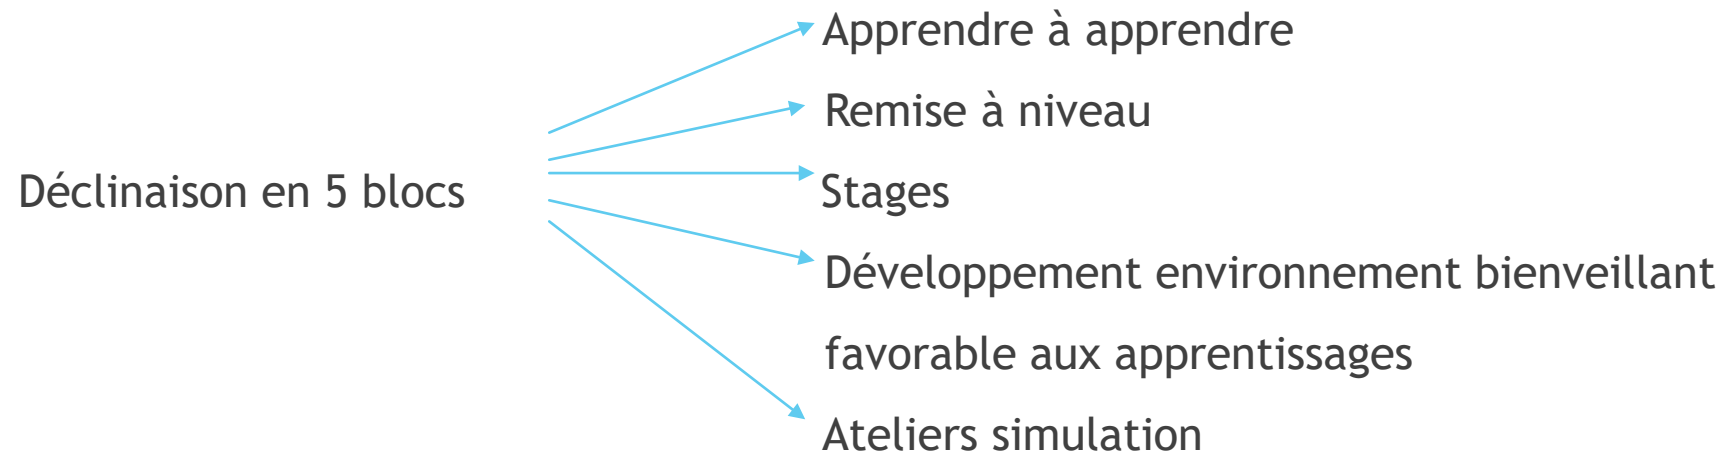 Apprendre à apprendre
Remise à niveau
Déclinaison en 5 blocs
Stages
Développement environnement bienveillant
favorable aux apprentissages
Ateliers simulation